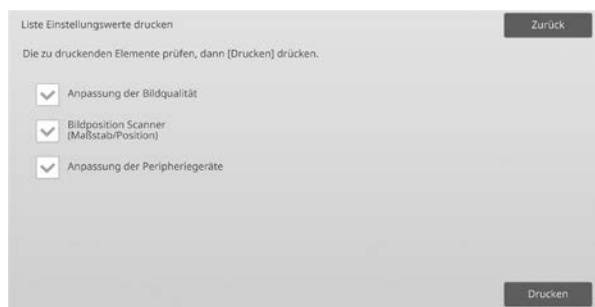 Liste Einstellungswerte drucken
Zurück
Die zu druckenden Elemente prüfen, dann [Drucken] drücken.
Anpassung der Bildqualität
Bildposition Scanner
(Maßstab/Position)
Anpassung der Peripheriegeräte
Drucken